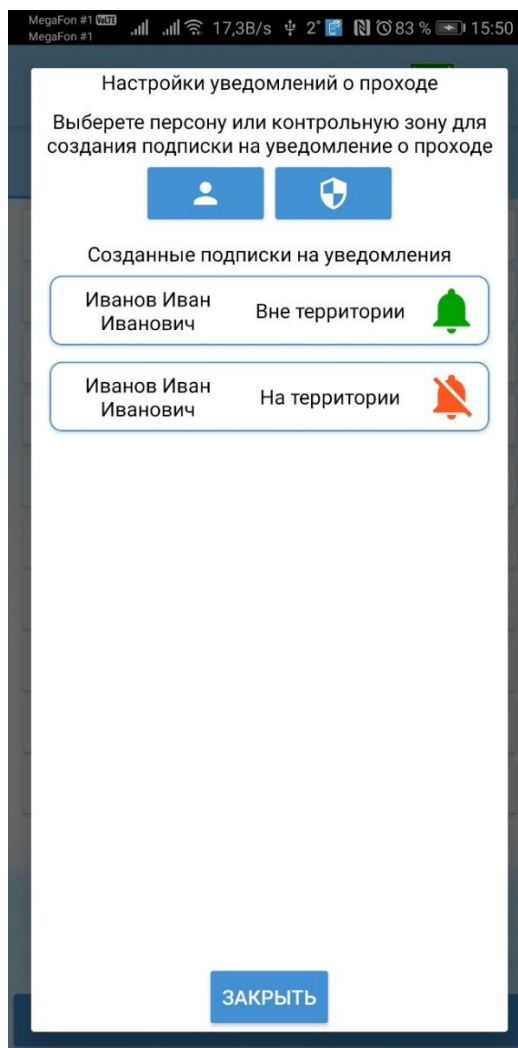 MegaFon #1 VoLTE
MegaFon #1
17,3B/s 2° 83 % 15:50
Настройки уведомлений о проходе
Выберете персону или контрольную зону для
создания подписки на уведомление о проходе
Созданные подписки на уведомления
Иванов Иван
Иванович
Вне территории
Иванов Иван
Иванович
На территории
ЗАКРЫТЬ